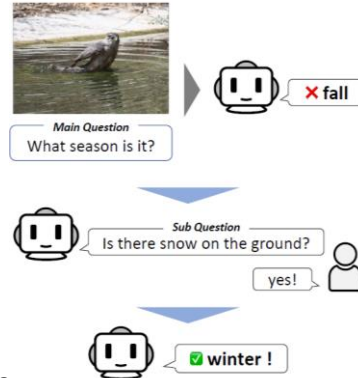 Main Question
What season is it?
❌ fall
Sub Question
Is there snow on the ground?
yes!
✅ winter !